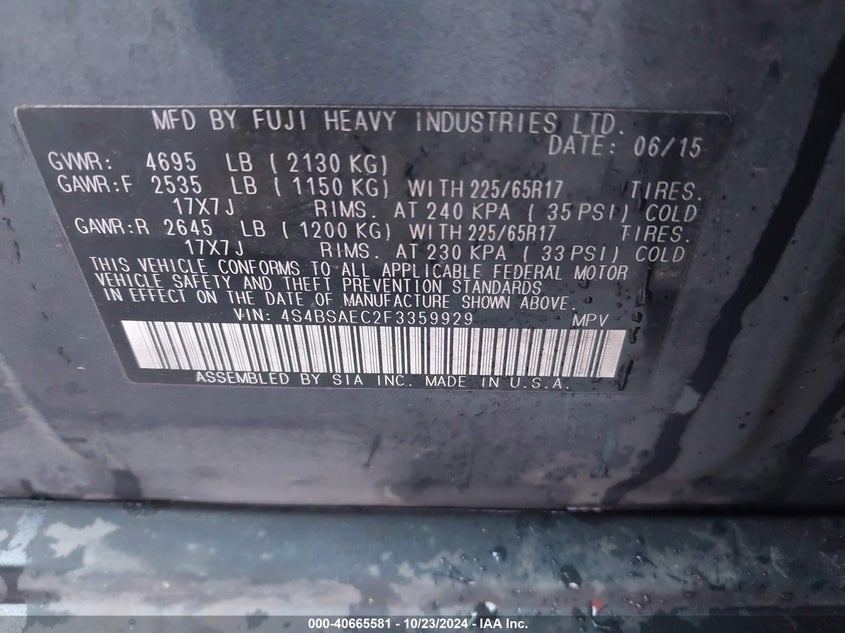 MFD BY FUJI HEAVY INDUSTRIES LTD.
DATE: 06/15
GVWR: 4695 LB ( 2130 KG)
GAWR:F 2535 LB ( 1150 KG) WITH 225/65R17 TIRES.
17X7J RIMS. AT 240 KPA ( 35 PSI) COLD
GAWR:R 2645 LB ( 1200 KG) WITH 225/65R17 TIRES.
17X7J RIMS. AT 230 KPA ( 33 PSI) COLD
THIS VEHICLE CONFORMS TO ALL APPLICABLE FEDERAL MOTOR
VEHICLE SAFETY AND THEFT PREVENTION STANDARDS
IN EFFECT ON THE DATE OF MANUFACTURE SHOWN ABOVE.
VIN: 4S4BSAEC2F3359929 MPV
ASSEMBLED BY SIA INC. MADE IN U.S.A.
000-40665581 - 10/23/2024 - IAA Inc.